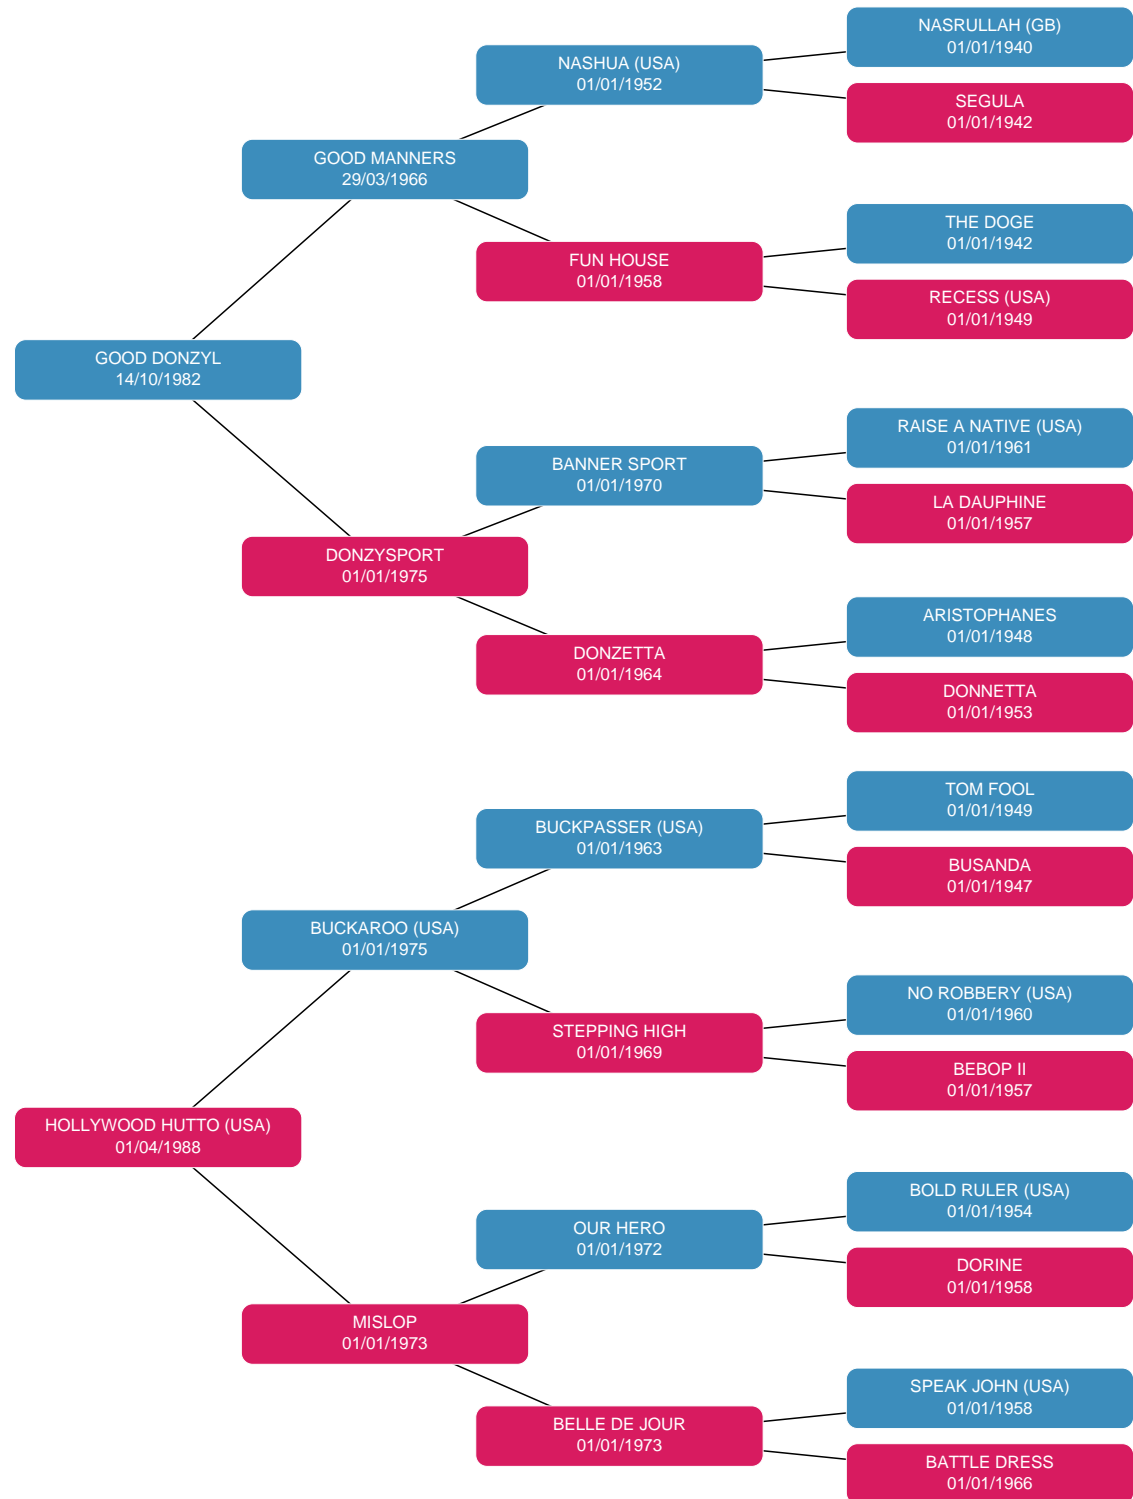 NASRULLAH (GB)
01/01/1940
NASHUA (USA)
01/01/1952
SEGULA
01/01/1942
GOOD MANNERS
29/03/1966
THE DOGE
01/01/1942
FUN HOUSE
01/01/1958
RECESS (USA)
01/01/1949
GOOD DONZYL
14/10/1982
RAISE A NATIVE (USA)
01/01/1961
BANNER SPORT
01/01/1970
LA DAUPHINE
01/01/1957
DONZYSPORT
01/01/1975
ARISTOPHANES
01/01/1948
DONZETTA
01/01/1964
DONNETTA
01/01/1953
TOM FOOL
01/01/1949
BUCKPASSER (USA)
01/01/1963
BUSANDA
01/01/1947
BUCKAROO (USA)
01/01/1975
NO ROBBERY (USA)
01/01/1960
STEPPING HIGH
01/01/1969
BEBOP II
01/01/1957
HOLLYWOOD HUTTO (USA)
01/04/1988
BOLD RULER (USA)
01/01/1954
OUR HERO
01/01/1972
DORINE
01/01/1958
MISLOP
01/01/1973
SPEAK JOHN (USA)
01/01/1958
BELLE DE JOUR
01/01/1973
BATTLE DRESS
01/01/1966